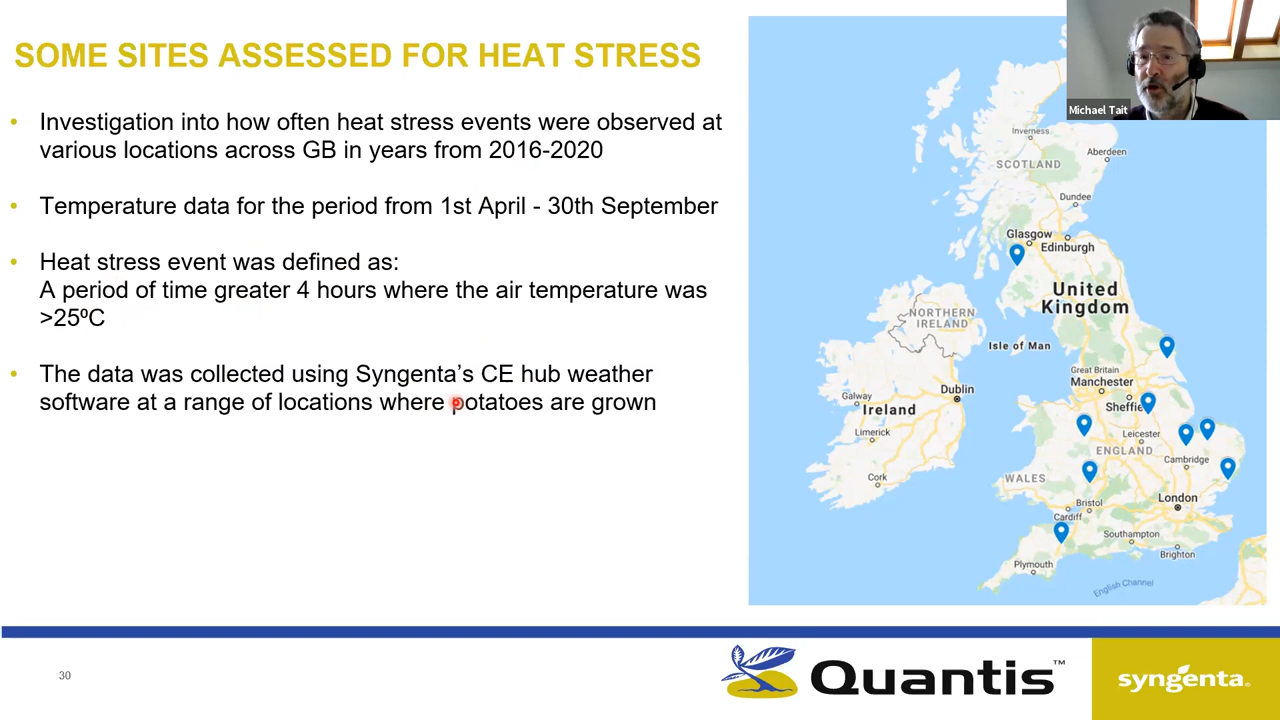 SOME SITES ASSESSED FOR HEAT STRESS
• Investigation into how often heat stress events were observed at
various locations across GB in years from 2016-2020
• Temperature data for the period from 1st April - 30th September
• Heat stress event was defined as:
A period of time greater 4 hours where the air temperature was
>25ºC
• The data was collected using Syngenta’s CE hub weather
software at a range of locations where potatoes are grown
Michael Tait
Inverness
Aberdeen
SCOTLAND
Dundee
Glasgow
Edinburgh
United
Kingdom
NORTHERN
IRELAND
Isle of Man
Great Britain
Manchester
Dublin
Galway
Ireland
Sheffie
Limerick
Leicester
ENGLAND
Cambridge
Cork
WALES
Bristol
London
Cardiff
Southampton
Brighton
Plymouth
English Channel
30
Quantis™
syngenta®